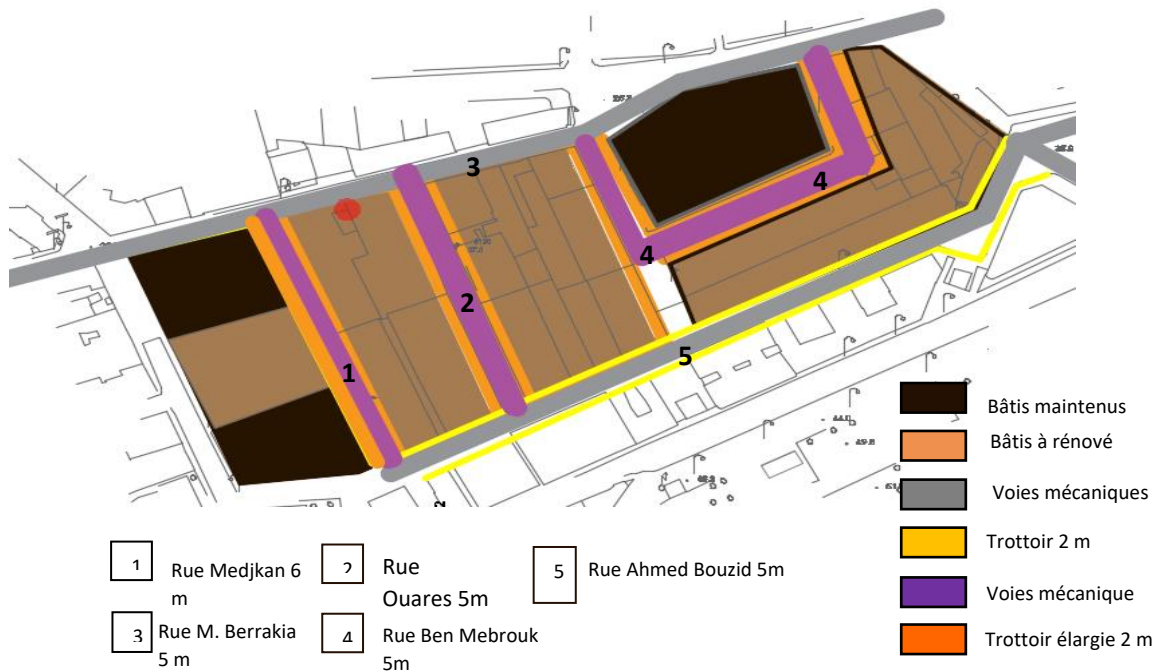 3
4
4
2
5
1
Bâtis maintenus
Bâtis à rénové
Voies mécaniques
Trottoir 2 m
Voies mécanique
Trottoir élargie 2 m
1
Rue Medjkan 6
m
2
Rue
Ouares 5m
5
Rue Ahmed Bouzid 5m
3
Rue M. Berrakia
5 m
4
Rue Ben Mebrouk
5m